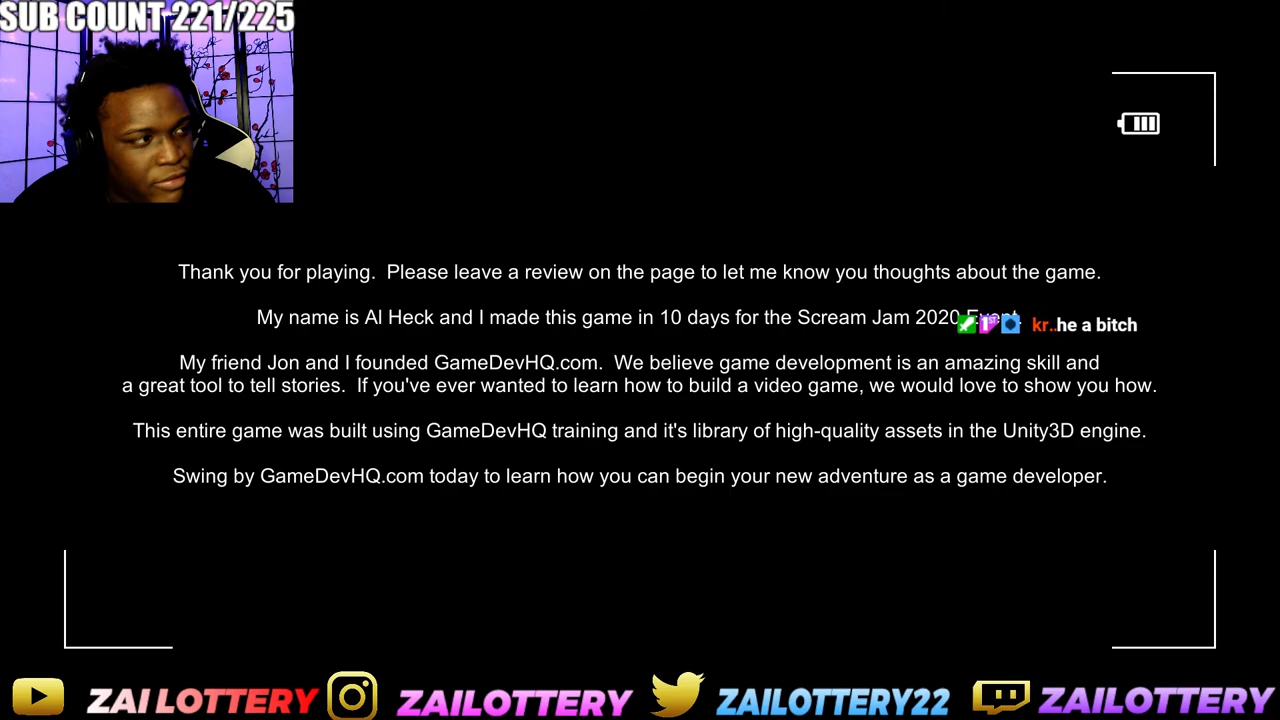 SUB COUNT 221/225
Thank you for playing.  Please leave a review on the page to let me know you thoughts about the game.
My name is Al Heck and I made this game in 10 days for the Scream Jam 2020 Event.
kr..he a bitch
My friend Jon and I founded GameDevHQ.com.  We believe game development is an amazing skill and
a great tool to tell stories.  If you've ever wanted to learn how to build a video game, we would love to show you how.
This entire game was built using GameDevHQ training and it's library of high-quality assets in the Unity3D engine.
Swing by GameDevHQ.com today to learn how you can begin your new adventure as a game developer.
ZAI LOTTERY ZAILOTTERY ZAILOTTERY22 ZAILOTTERY